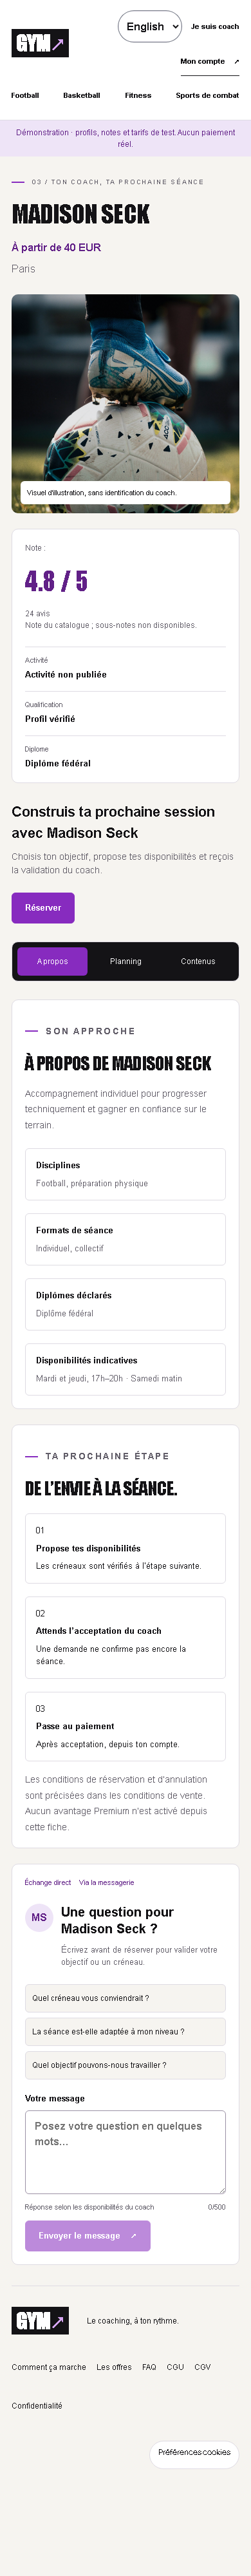 GYM↗
English
Je suis coach
Mon compte ↗
Football Basketball Fitness Sports de combat
Démonstration · profils, notes et tarifs de test. Aucun paiement
réel.
03 / TON COACH, TA PROCHAINE SÉANCE
MADISON SECK
À partir de 40 EUR
Paris
Visuel d'illustration, sans identification du coach.
Note :
4.8 / 5
24 avis
Note du catalogue ; sous-notes non disponibles.
Activité
Activité non publiée
Qualification
Profil vérifié
Diplome
Diplôme fédéral
Construis ta prochaine session
avec Madison Seck
Choisis ton objectif, propose tes disponibilités et reçois
la validation du coach.
Réserver
A propos Planning Contenus
SON APPROCHE
À PROPOS DE MADISON SECK
Accompagnement individuel pour progresser
techniquement et gagner en confiance sur le
terrain.
Disciplines
Football, préparation physique
Formats de séance
Individuel, collectif
Diplômes déclarés
Diplôme fédéral
Disponibilités indicatives
Mardi et jeudi, 17h–20h · Samedi matin
TA PROCHAINE ÉTAPE
DE L'ENVIE À LA SÉANCE.
01
Propose tes disponibilités
Les créneaux sont vérifiés à l'étape suivante.
02
Attends l'acceptation du coach
Une demande ne confirme pas encore la
séance.
03
Passe au paiement
Après acceptation, depuis ton compte.
Les conditions de réservation et d'annulation
sont précisées dans les conditions de vente.
Aucun avantage Premium n'est activé depuis
cette fiche.
Échange direct Via la messagerie
MS
Une question pour
Madison Seck ?
Écrivez avant de réserver pour valider votre
objectif ou un créneau.
Quel créneau vous conviendrait ?
La séance est-elle adaptée à mon niveau ?
Quel objectif pouvons-nous travailler ?
Votre message
Posez votre question en quelques
mots...
Réponse selon les disponibilités du coach 0/500
Envoyer le message ↗
GYM↗
Le coaching, à ton rythme.
Comment ça marche Les offres FAQ CGU CGV
Confidentialité
Préférences cookies